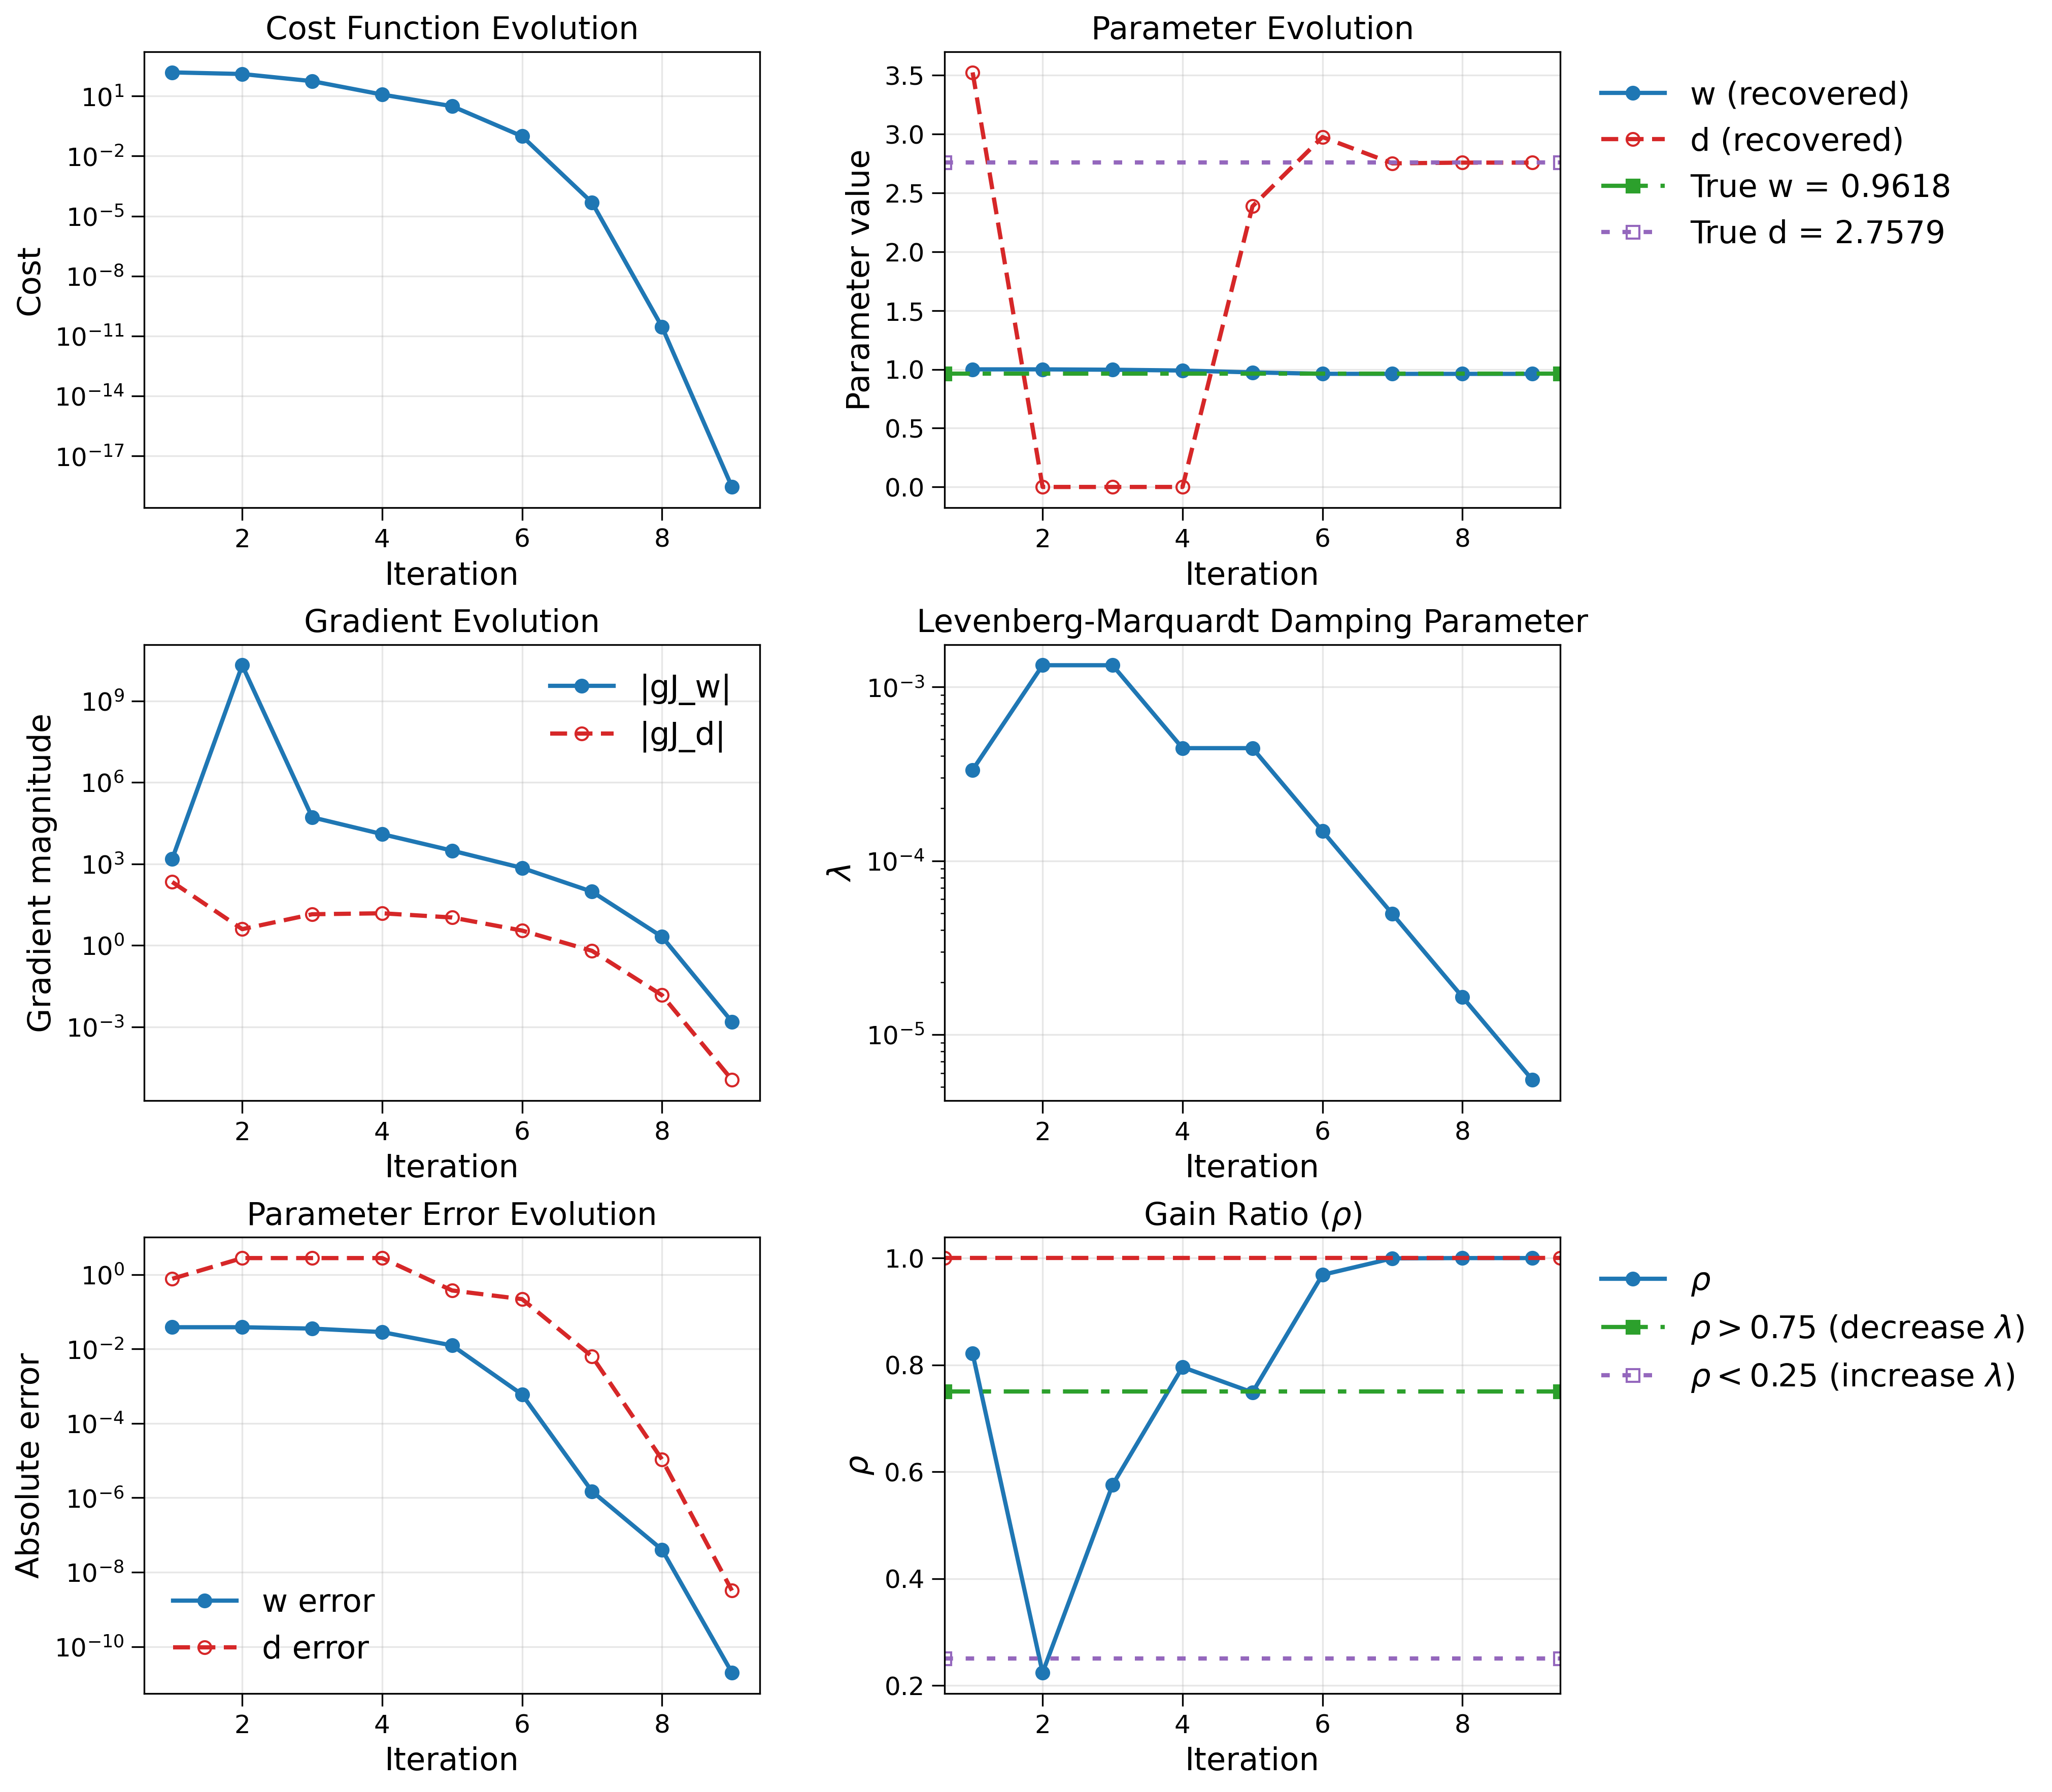 Cost Function Evolution
10^1
10^−2
10^−5
10^−8
10^−11
10^−14
10^−17
Cost
2 4 6 8
Iteration
Parameter Evolution
3.5
3.0
2.5
2.0
1.5
1.0
0.5
0.0
Parameter value
2 4 6 8
Iteration
w (recovered)
d (recovered)
True w = 0.9618
True d = 2.7579
Gradient Evolution
10^9
10^6
10^3
10^0
10^−3
Gradient magnitude
|gJ_w|
|gJ_d|
2 4 6 8
Iteration
Levenberg-Marquardt Damping Parameter
10^−3
10^−4
10^−5
λ
2 4 6 8
Iteration
Parameter Error Evolution
10^0
10^−2
10^−4
10^−6
10^−8
10^−10
Absolute error
w error
d error
2 4 6 8
Iteration
Gain Ratio (ρ)
1.0
0.8
0.6
0.4
0.2
ρ
2 4 6 8
Iteration
ρ
ρ > 0.75 (decrease λ)
ρ < 0.25 (increase λ)